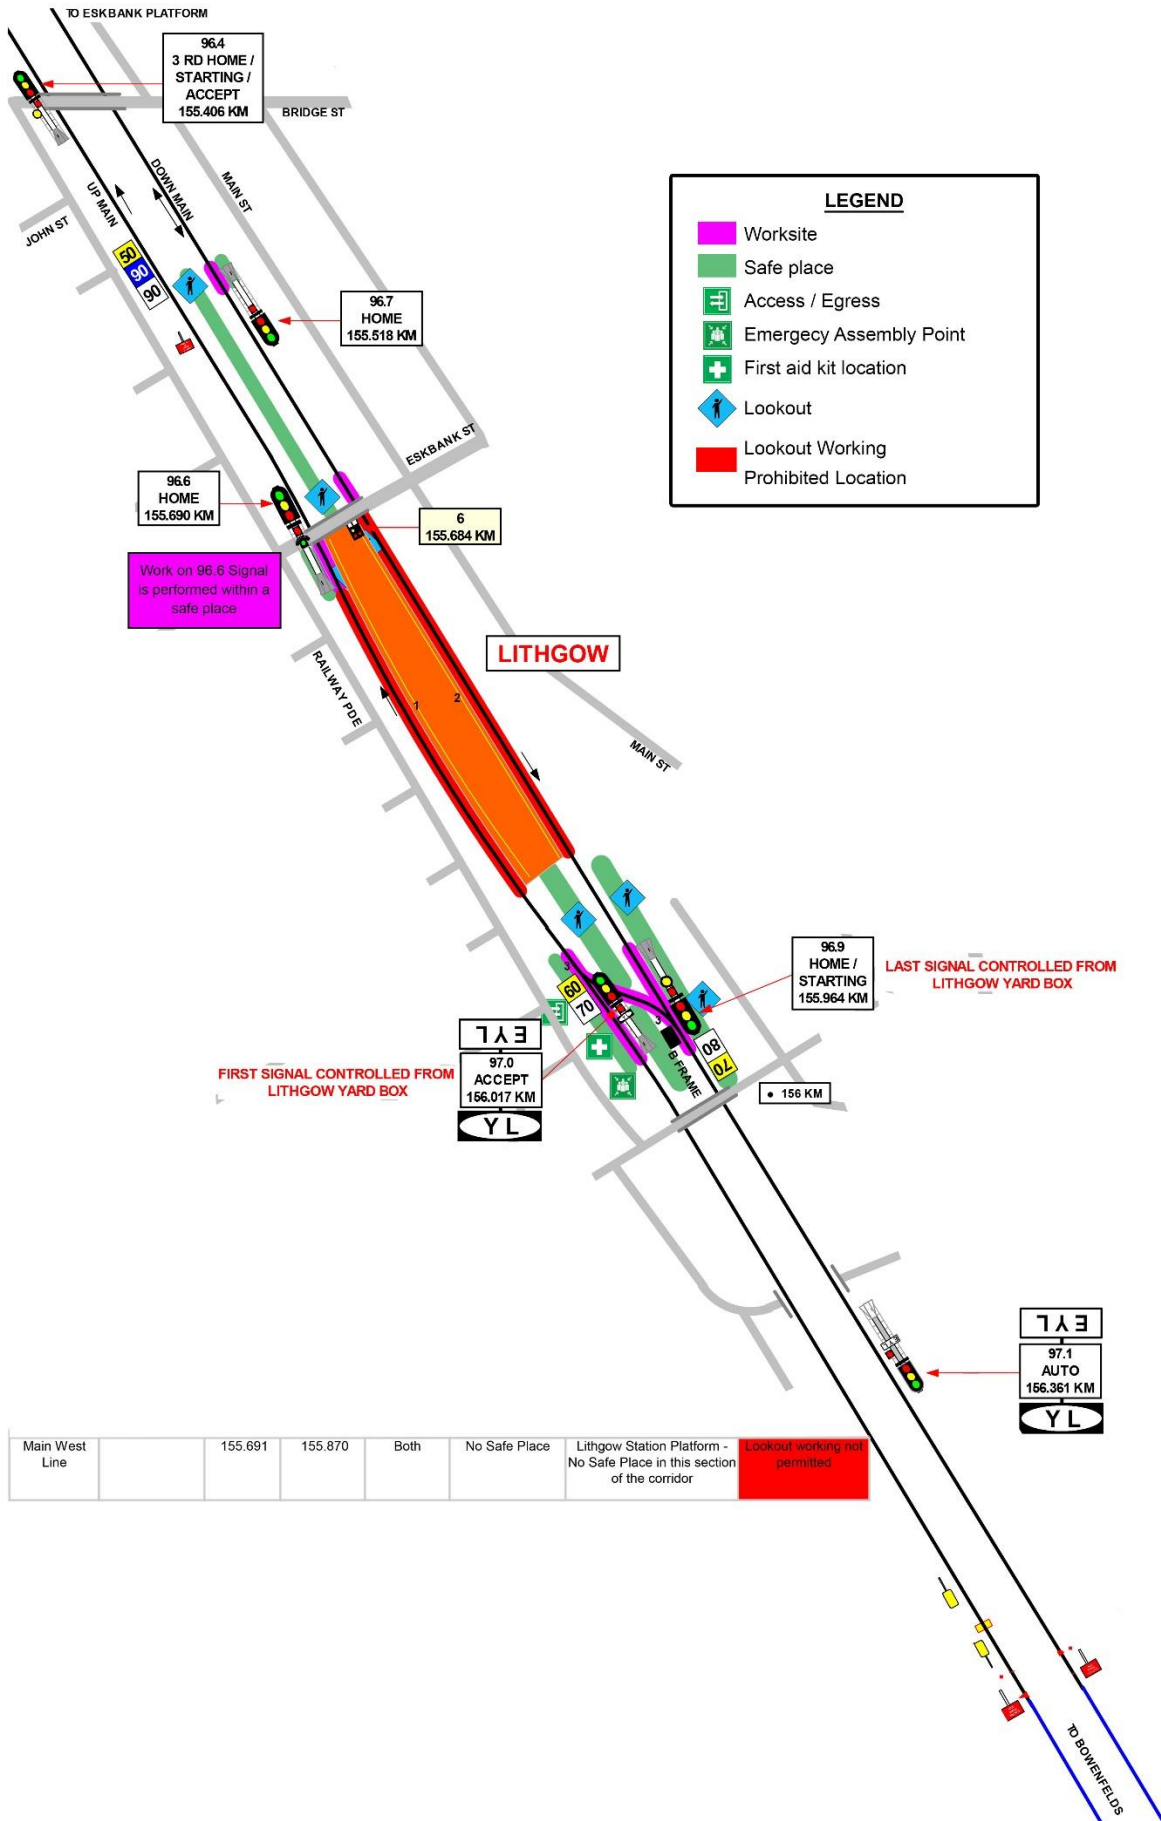 TO ESKBANK PLATFORM
96.4
3 RD HOME /
STARTING /
ACCEPT
155.406 KM
BRIDGE ST
DOWN MAIN
MAIN ST
UP MAIN
JOHN ST
50
90
90
LEGEND
Worksite
Safe place
Access / Egress
Emergecy Assembly Point
First aid kit location
Lookout
Lookout Working
Prohibited Location
96.7
HOME
155.518 KM
ESKBANK ST
96.6
HOME
155.690 KM
6
155.684 KM
Work on 96.6 Signal
is performed within a
safe place
LITHGOW
RAILWAY PDE
1
2
MAIN ST
96.9
HOME /
STARTING
155.964 KM
LAST SIGNAL CONTROLLED FROM
LITHGOW YARD BOX
3
60
70
3
80
70
B FRAME
EYL
97.0
ACCEPT
156.017 KM
YL
FIRST SIGNAL CONTROLLED FROM
LITHGOW YARD BOX
• 156 KM
EYL
97.1
AUTO
156.361 KM
YL
Main West
Line
155.691
155.870
Both
No Safe Place
Lithgow Station Platform -
No Safe Place in this section
of the corridor
Lookout working not
permitted
TO BOWENFELDS